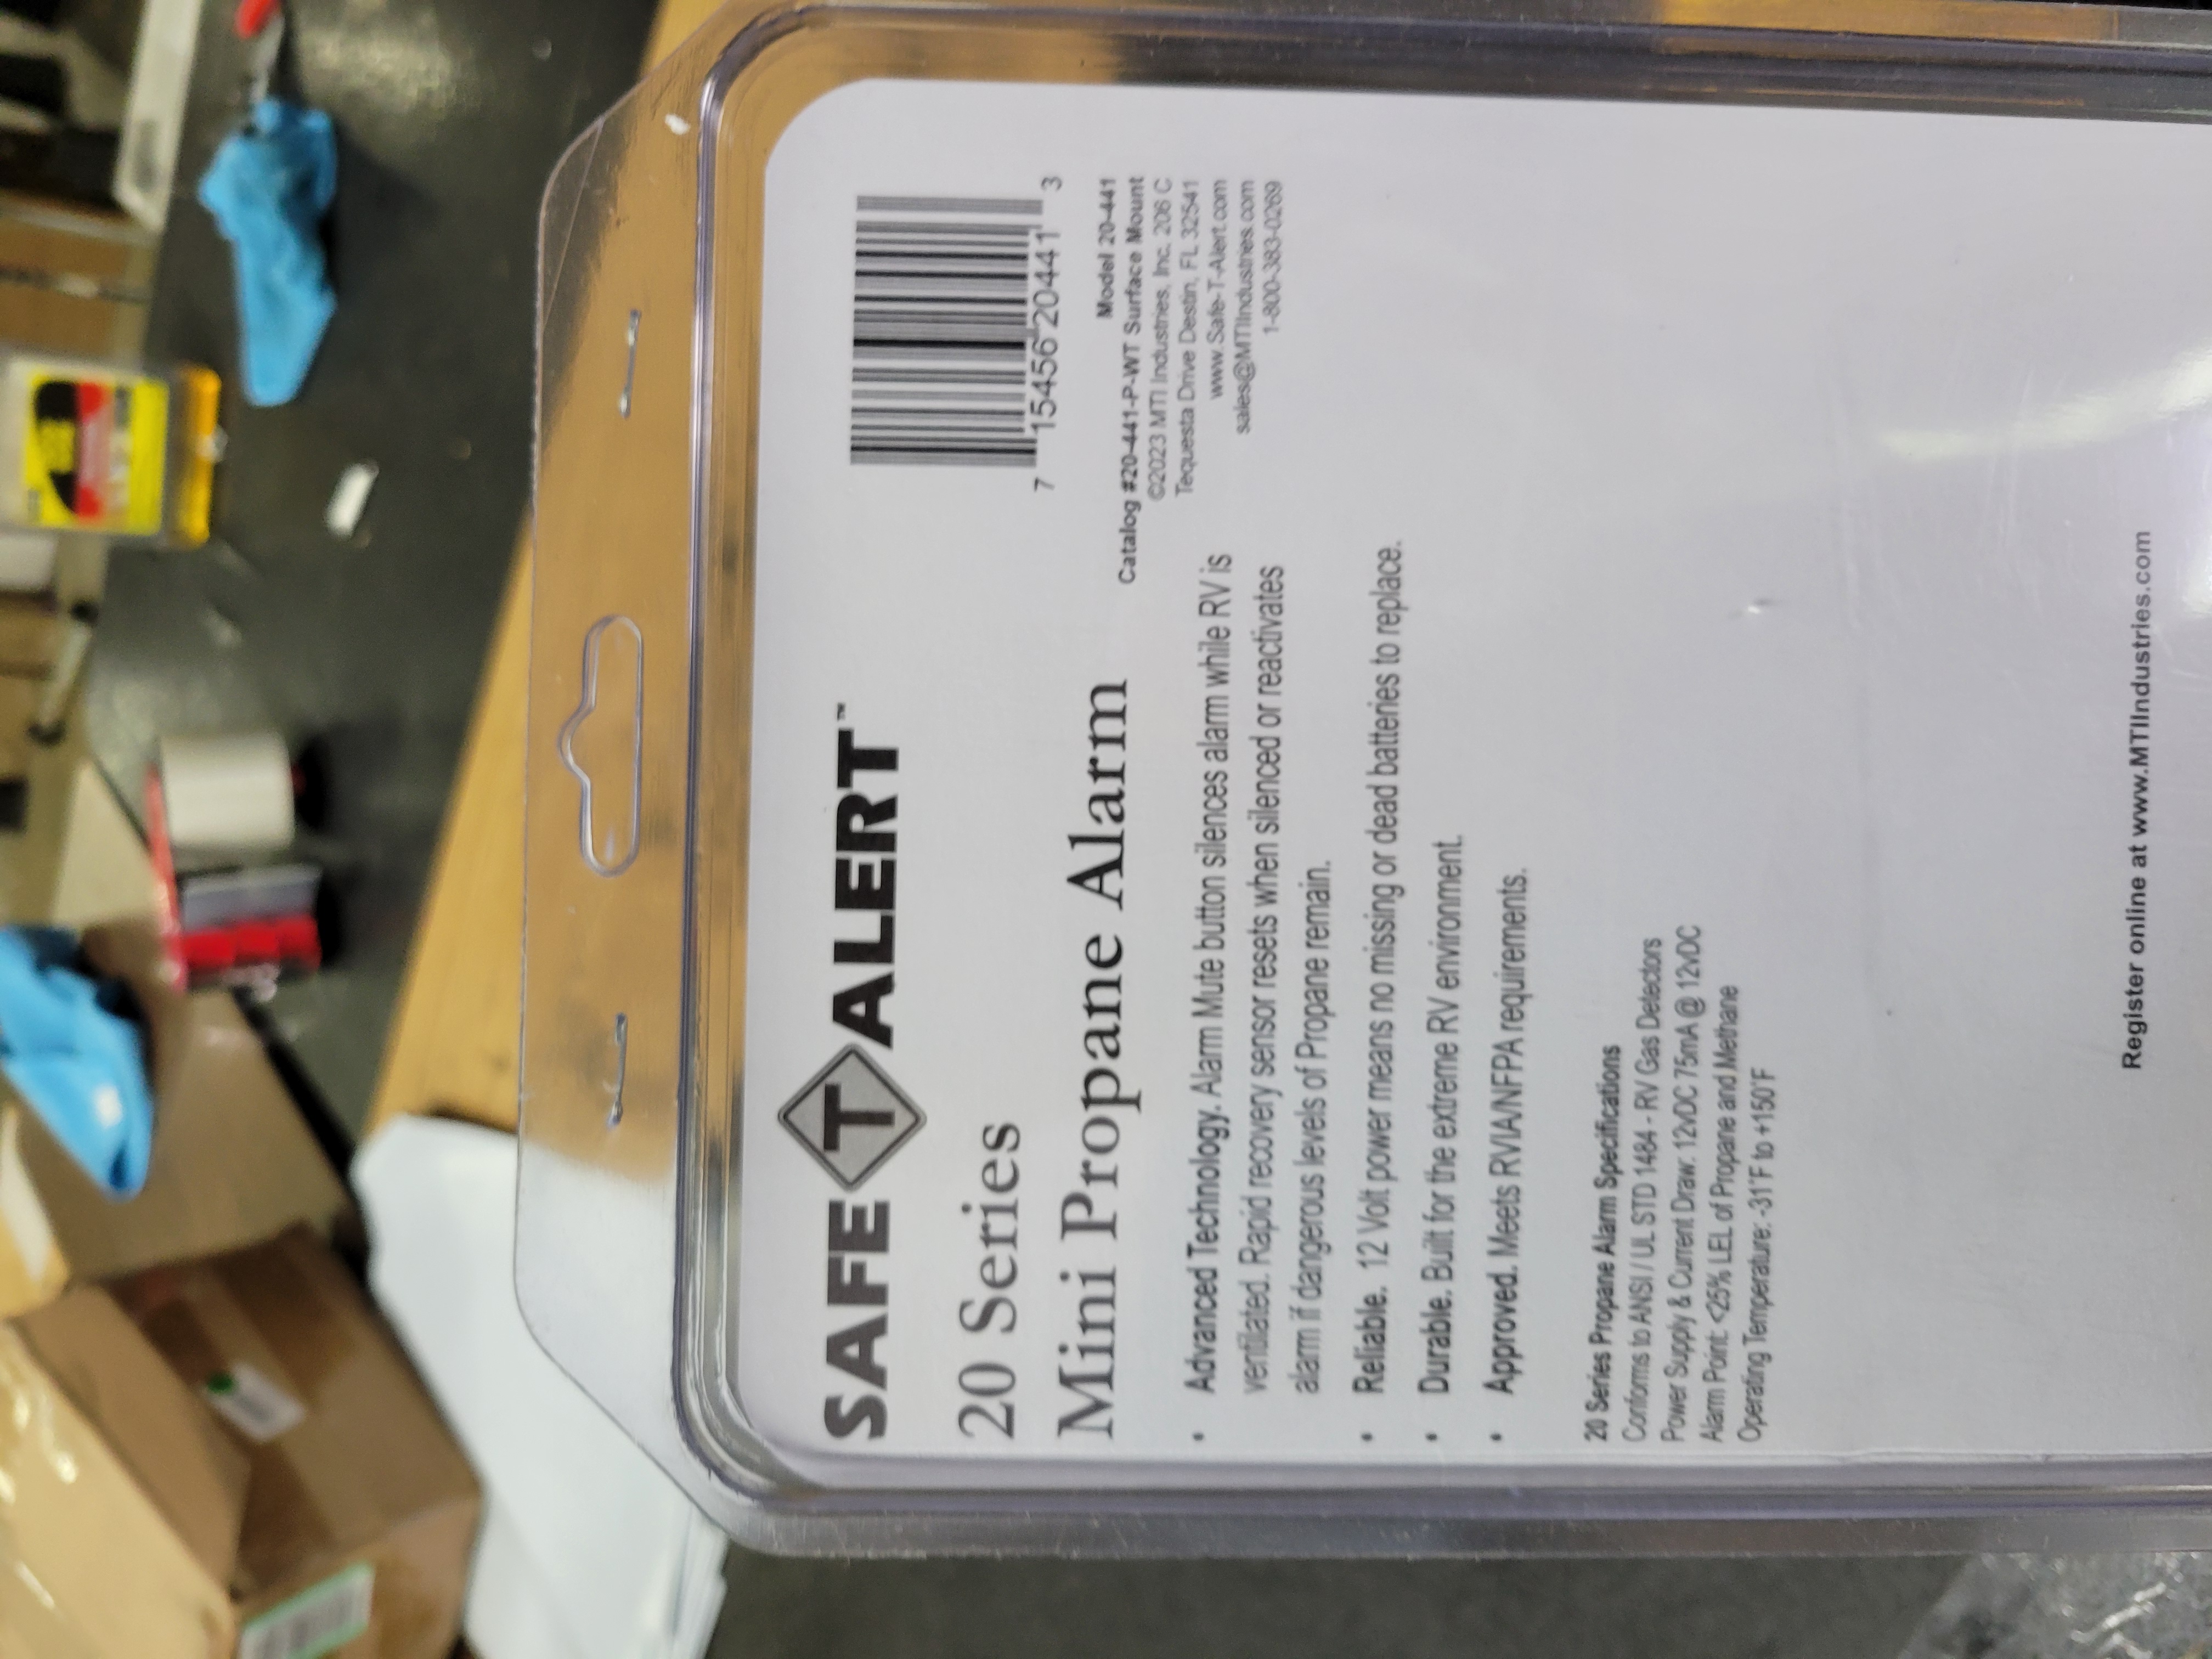 SAFE T ALERT™
20 Series
Mini Propane Alarm
7 15456 20441 3
Model 20-441
Catalog #20-441-P-WT Surface Mount
©2023 MTI Industries, Inc. 206 C
Tequesta Drive Destin, FL 32541
www.Safe-T-Alert.com
sales@MTIIndustries.com
1-800-383-0269
• Advanced Technology. Alarm Mute button silences alarm while RV is
ventilated. Rapid recovery sensor resets when silenced or reactivates
alarm if dangerous levels of Propane remain.
• Reliable. 12 Volt power means no missing or dead batteries to replace.
• Durable. Built for the extreme RV environment.
• Approved. Meets RVIA/NFPA requirements.
20 Series Propane Alarm Specifications
Conforms to ANSI / UL STD 1484 - RV Gas Detectors
Power Supply & Current Draw: 12vDC 75mA @ 12vDC
Alarm Point: <25% LEL of Propane and Methane
Operating Temperature: -31°F to +150°F
Register online at www.MTIIndustries.com